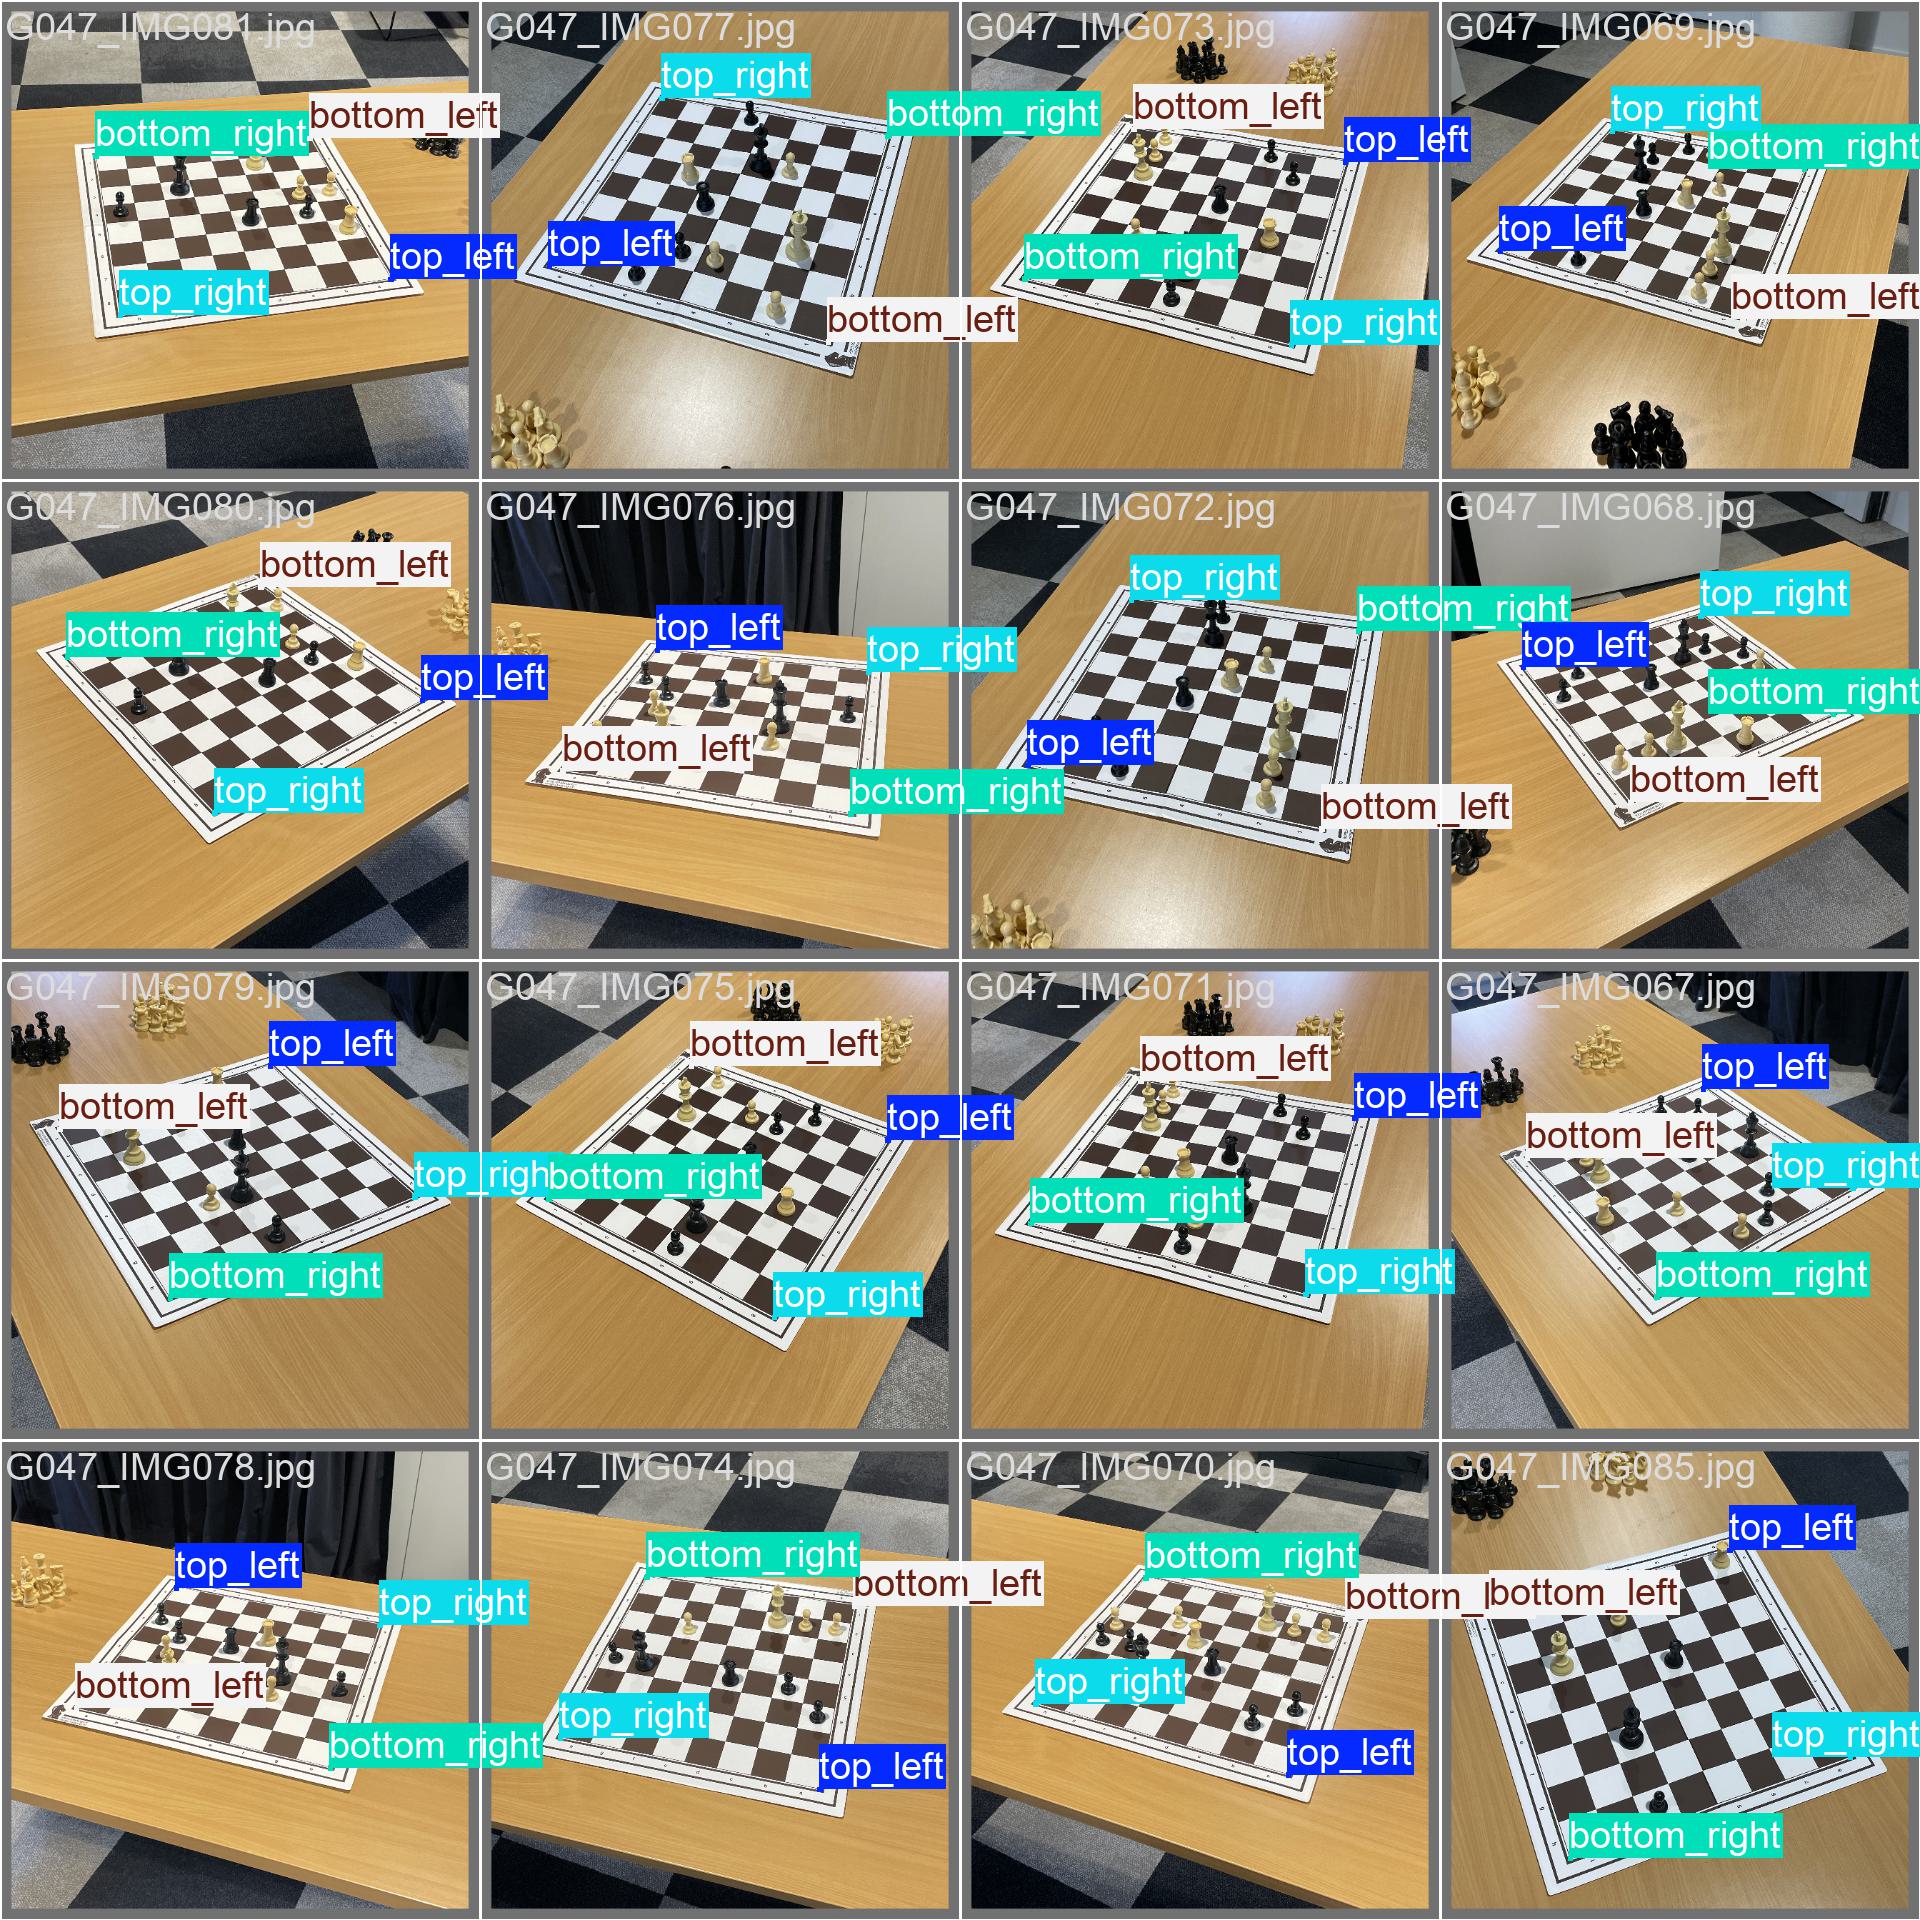 G047_IMG081.jpg
bottom_right
bottom_left
top_left
top_right
G047_IMG077.jpg
top_right
bottom_right
top_left
bottom_left
G047_IMG073.jpg
bottom_left
top_left
bottom_right
top_right
G047_IMG069.jpg
top_right
bottom_right
top_left
bottom_left
G047_IMG080.jpg
bottom_left
bottom_right
top_left
top_right
G047_IMG076.jpg
top_left
top_right
bottom_left
bottom_right
G047_IMG072.jpg
top_right
bottom_right
top_left
bottom_left
G047_IMG068.jpg
top_right
top_left
bottom_right
bottom_left
G047_IMG079.jpg
top_left
bottom_left
top_right
bottom_right
G047_IMG075.jpg
bottom_left
top_left
bottom_right
top_right
G047_IMG071.jpg
bottom_left
top_left
bottom_right
top_right
G047_IMG067.jpg
top_left
bottom_left
top_right
bottom_right
G047_IMG078.jpg
top_left
top_right
bottom_left
bottom_right
G047_IMG074.jpg
bottom_right
bottom_left
top_right
top_left
G047_IMG070.jpg
bottom_right
bottom_l
top_right
top_left
G047_IMG085.jpg
top_left
bottom_left
top_right
bottom_right